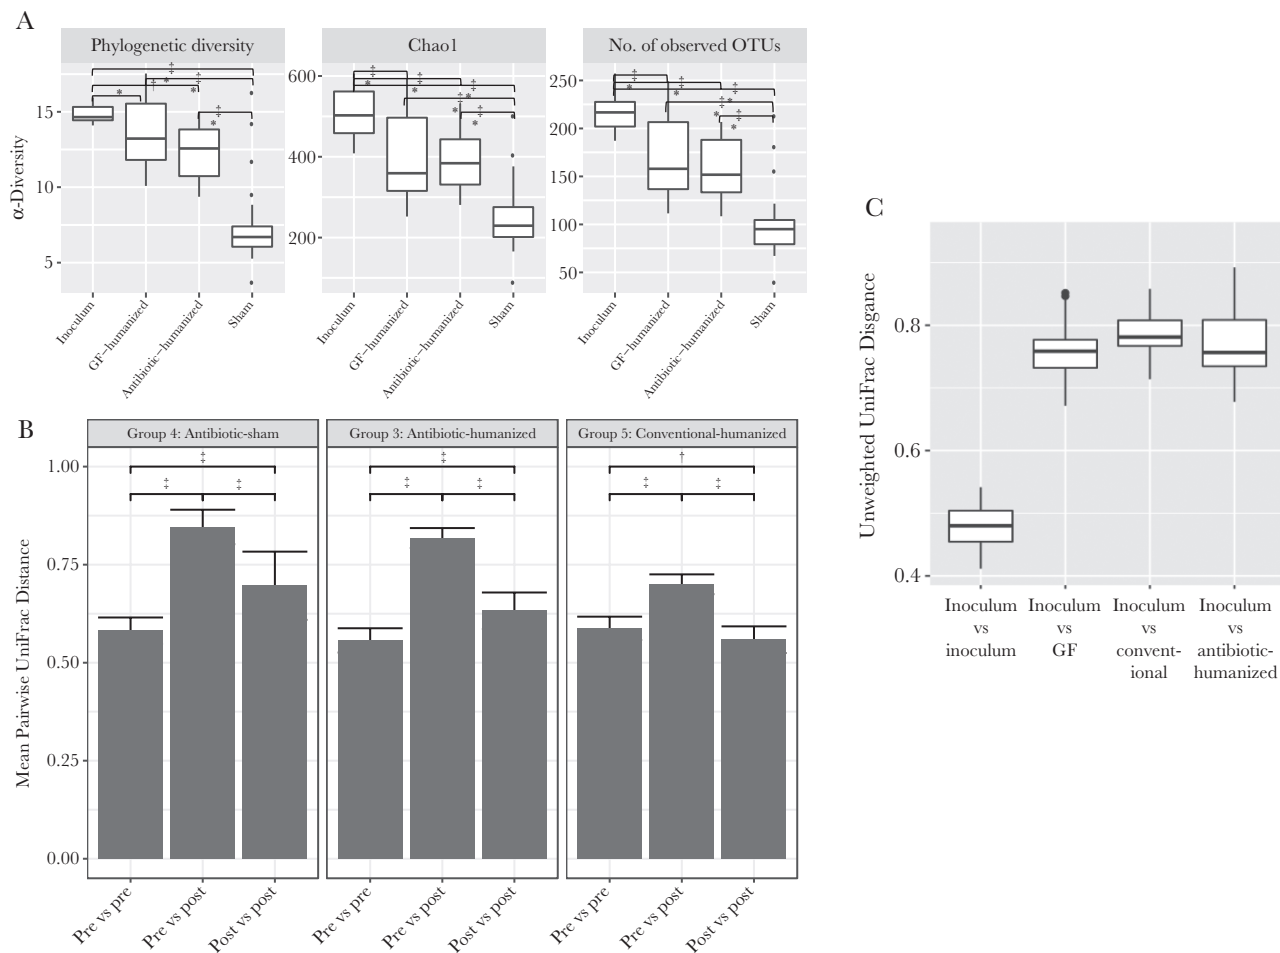 A
Phylogenetic diversity
Chao1
No. of observed OTUs
α-Diversity
15
10
5
600
400
200
250
200
150
100
50
Inoculum
GF-humanized
Antibiotic-humanized
Sham
Inoculum
GF-humanized
Antibiotic-humanized
Sham
Inoculum
GF-humanized
Antibiotic-humanized
Sham
B
Group 4: Antibiotic-sham
Group 3: Antibiotic-humanized
Group 5: Conventional-humanized
Mean Pairwise UniFrac Distance
1.00
0.75
0.50
0.25
0.00
‡
‡ ‡
‡
‡ ‡
†
‡ ‡
Pre vs pre
Pre vs post
Post vs post
Pre vs pre
Pre vs post
Post vs post
Pre vs pre
Pre vs post
Post vs post
C
Unweighted UniFrac Disgance
0.8
0.6
0.4
Inoculum
vs
inoculum
Inoculum
vs
GF
Inoculum
vs
convent-
ional
Inoculum
vs
antibiotic-
humanized